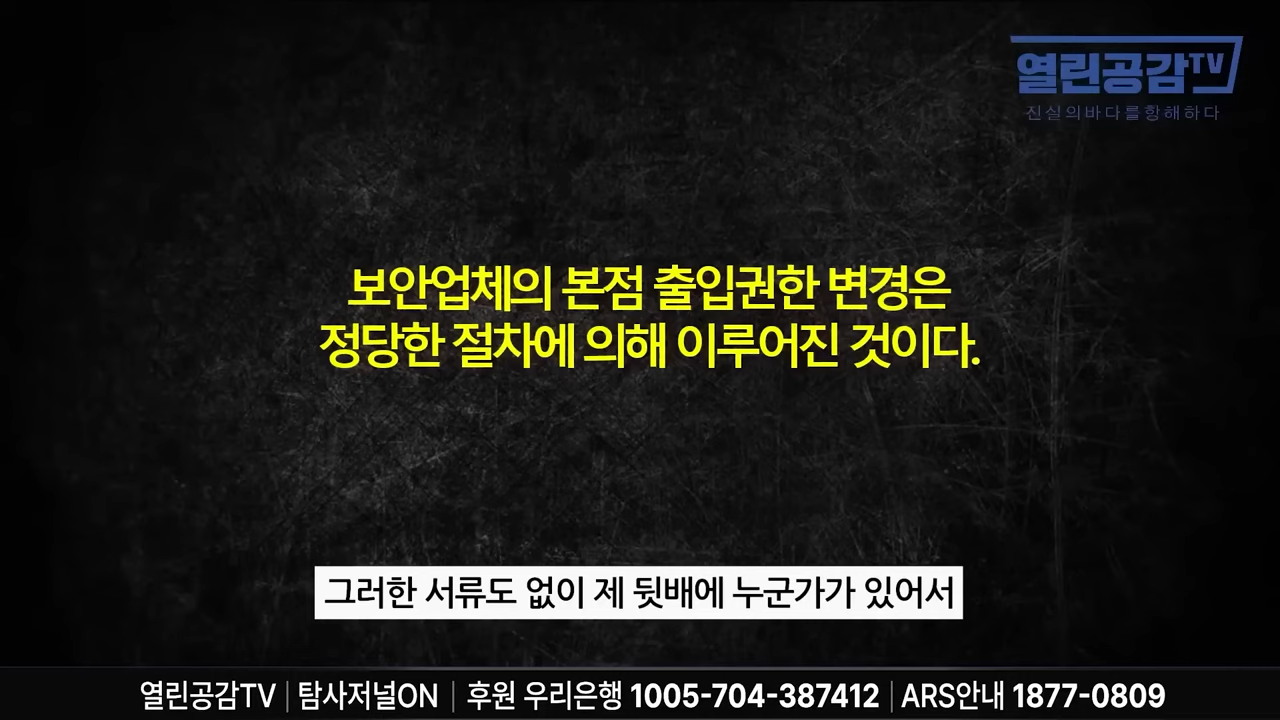 열린공감TV
진실의바다를항해하다
보안업체의 본점 출입권한 변경은
정당한 절차에 의해 이루어진 것이다.
그러한 서류도 없이 제 뒷배에 누군가가 있어서
열린공감TV | 탐사저널ON | 후원 우리은행 1005-704-387412 | ARS안내 1877-0809